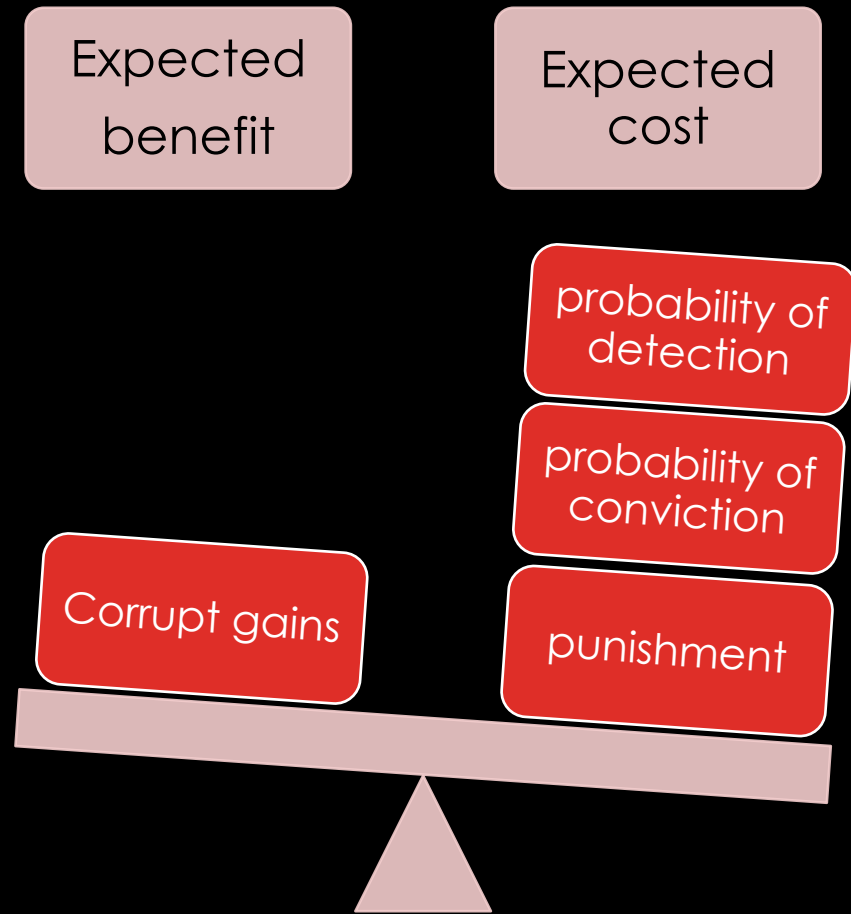 Expected
benefit
Expected
cost
probability of
detection
probability of
conviction
Corrupt gains
punishment